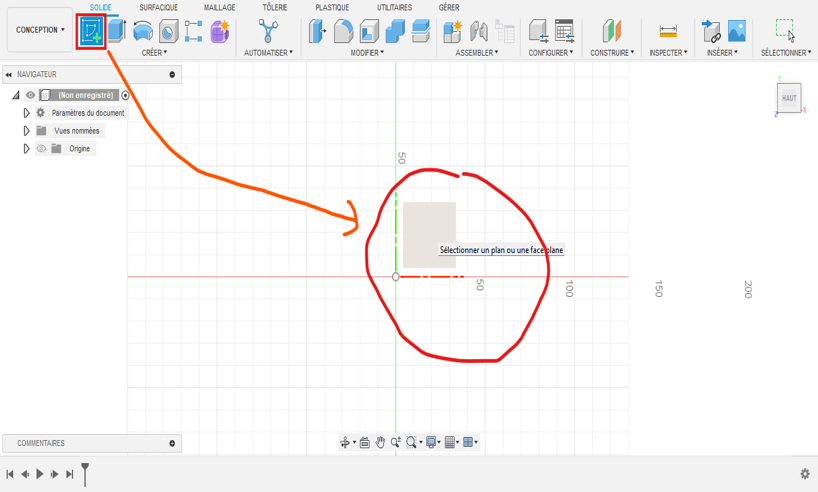 SOLIDE SURFACIQUE MAILLAGE TÔLERIE PLASTIQUE UTILITAIRES GÉRER
CONCEPTION
CRÉER AUTOMATISER MODIFIER ASSEMBLER CONFIGURER CONSTRUIRE INSPECTER INSÉRER SÉLECTIONNER
NAVIGATEUR
(Non enregistré)
Paramètres du document
Vues nommées
Origine
HAUT
Y
Z
X
50
Sélectionner un plan ou une face plane
50
100
150
200
COMMENTAIRES